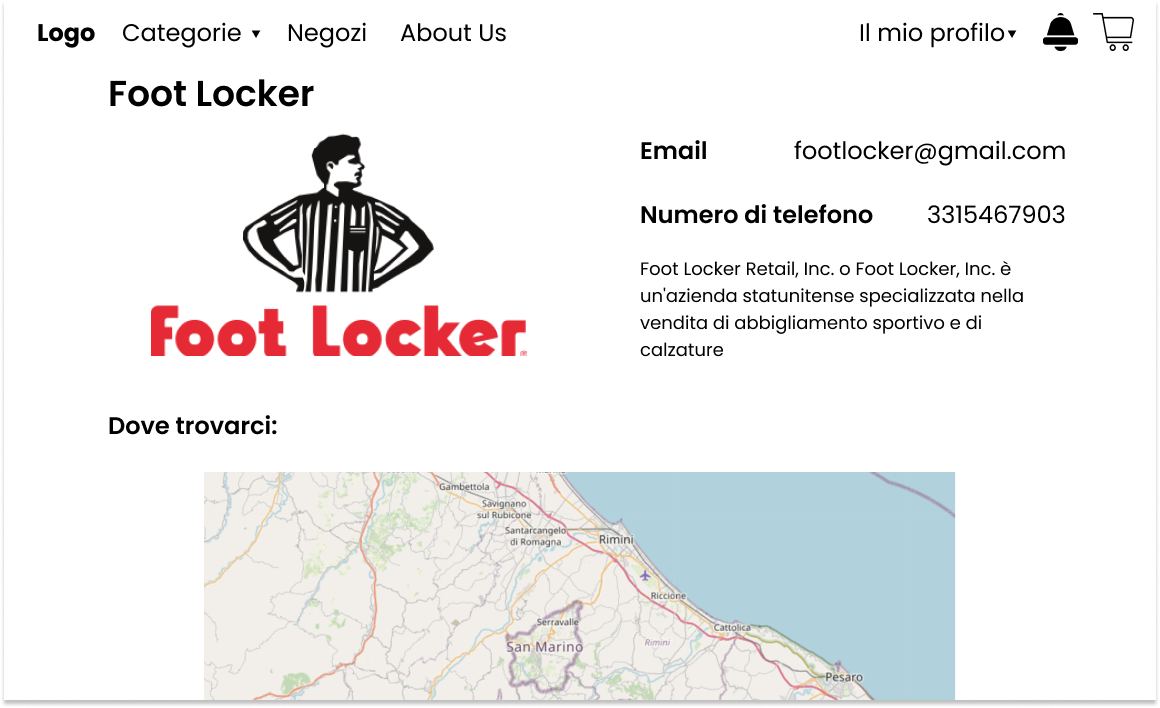 Logo Categorie ▾ Negozi About Us Il mio profilo ▾
Foot Locker
Email footlocker@gmail.com
Numero di telefono 3315467903
Foot Locker Retail, Inc. o Foot Locker, Inc. è
un'azienda statunitense specializzata nella
vendita di abbigliamento sportivo e di
calzature
Foot Locker®
Dove trovarci:
Gambettola
Savignano
sul Rubicone
Santarcangelo
di Romagna
Rimini
Riccione
Serravalle
Cattolica
San Marino
Rimini
Pesaro